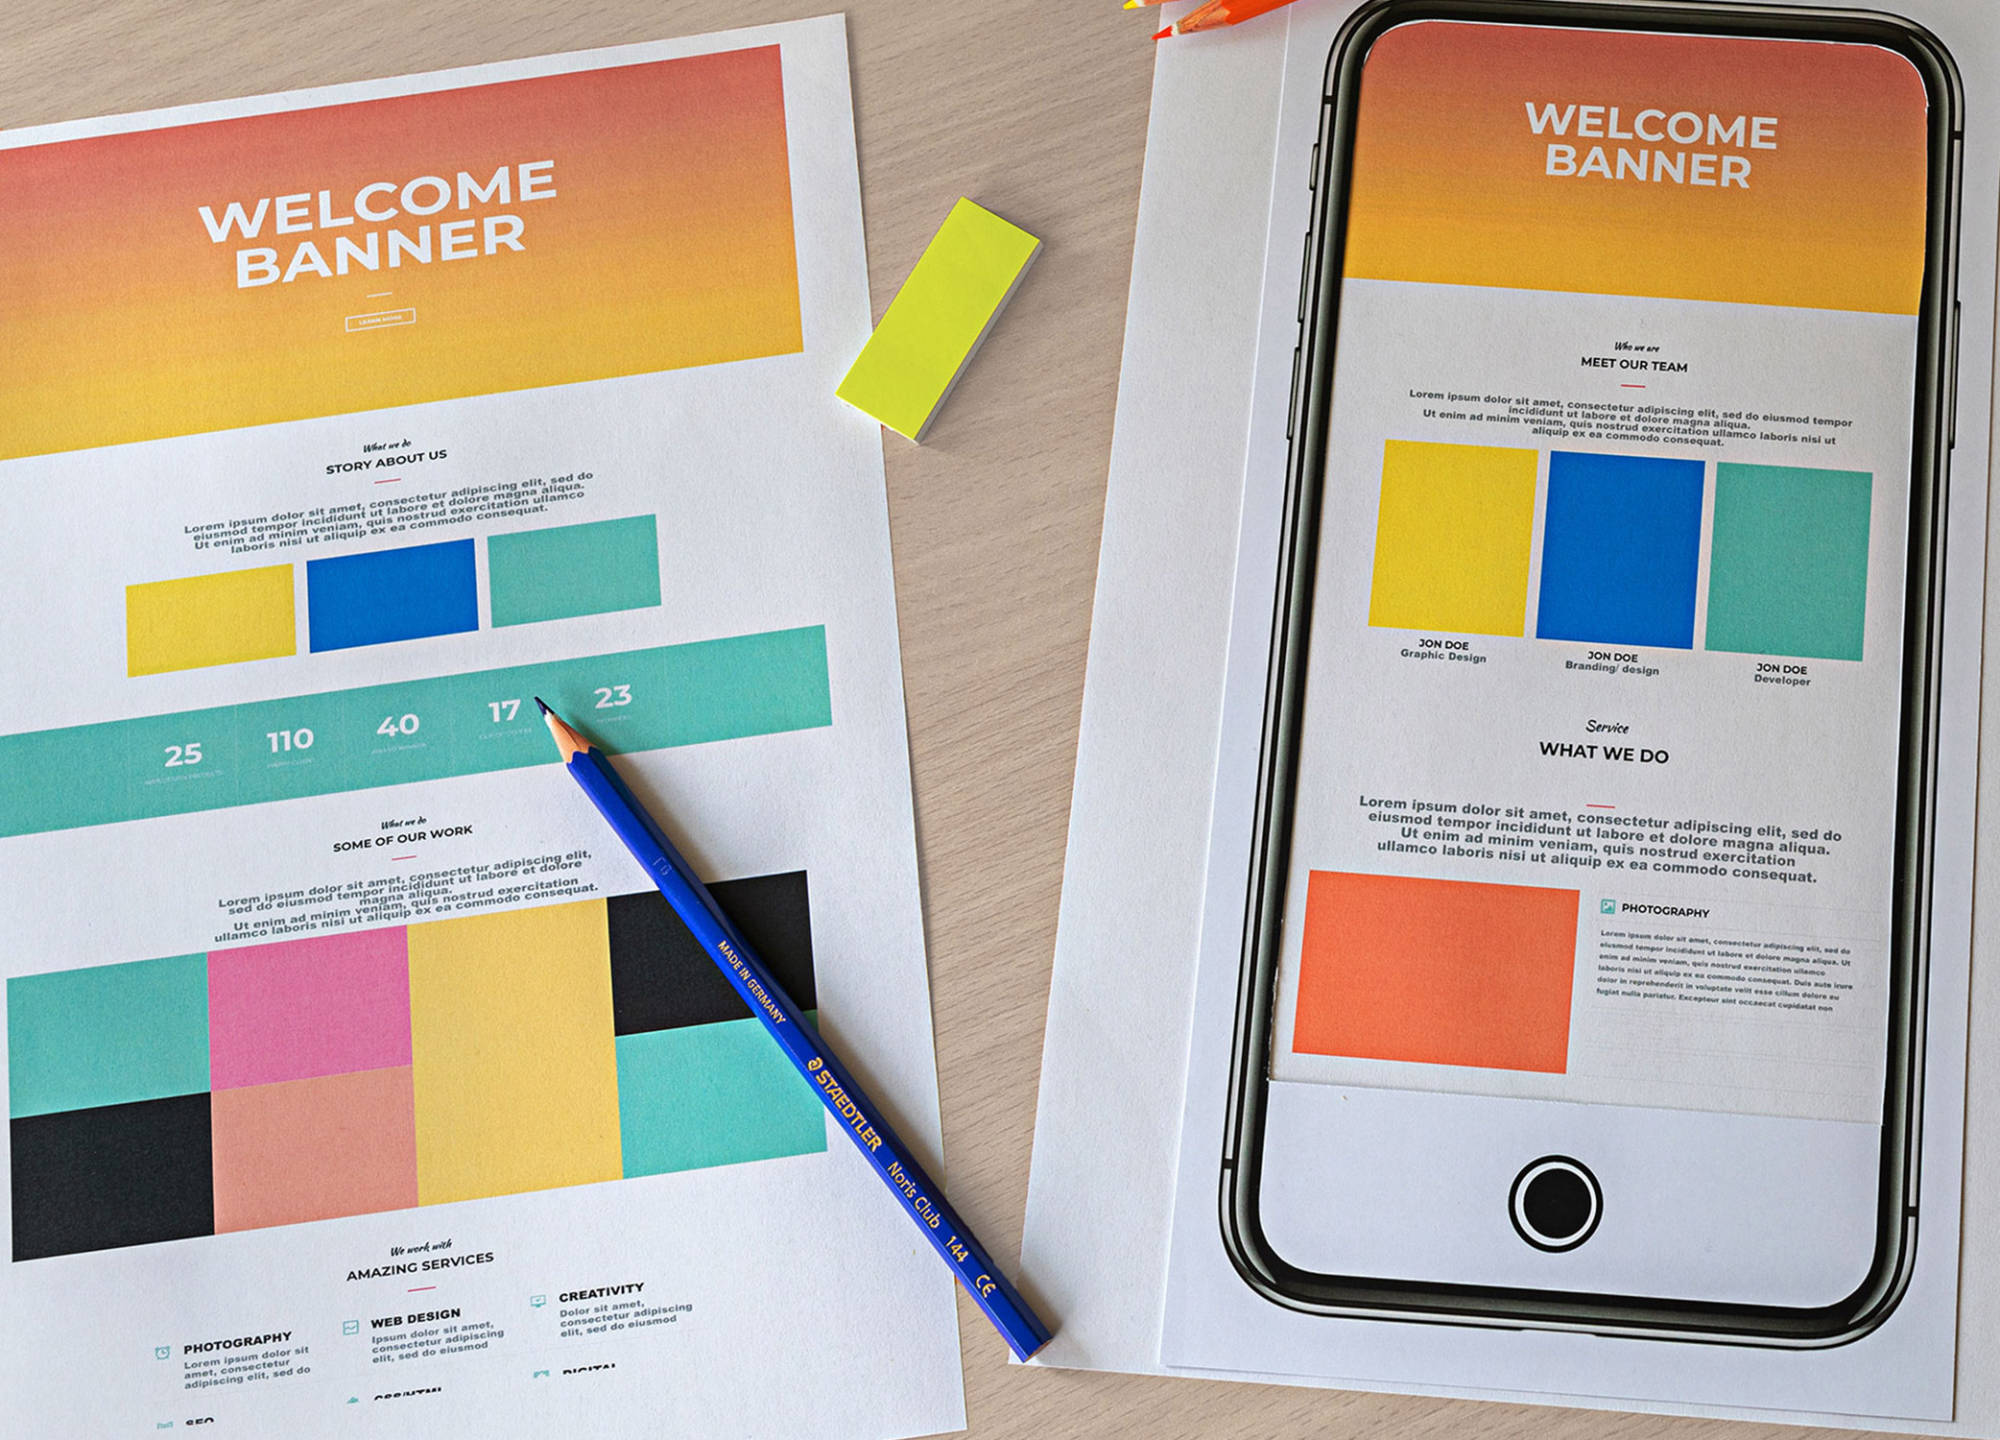 WELCOME
BANNER
LEARN MORE
What we do
STORY ABOUT US
Lorem ipsum dolor sit amet, consectetur adipiscing elit, sed do
eiusmod tempor incididunt ut labore et dolore magna aliqua.
Ut enim ad minim veniam, quis nostrud exercitation ullamco
laboris nisi ut aliquip ex ea commodo consequat.
25
110
40
17
23
What we do
SOME OF OUR WORK
Lorem ipsum dolor sit amet, consectetur adipiscing elit,
sed do eiusmod tempor incididunt ut labore et dolore
magna aliqua.
Ut enim ad minim veniam, quis nostrud exercitation
ullamco laboris nisi ut aliquip ex ea commodo consequat.
We work with
AMAZING SERVICES
PHOTOGRAPHY
Lorem ipsum dolor sit
amet, consectetur
adipiscing elit, sed do
WEB DESIGN
Ipsum dolor sit amet,
consectetur adipiscing
elit, sed do eiusmod
CREATIVITY
Dolor sit amet,
consectetur adipiscing
elit, sed do eiusmod
SEO
CSS/HTML
DIGITAL
MADE IN GERMANY
STAEDTLER Noris Club 144 CE
WELCOME
BANNER
Who we are
MEET OUR TEAM
Lorem ipsum dolor sit amet, consectetur adipiscing elit, sed do eiusmod tempor
incididunt ut labore et dolore magna aliqua.
Ut enim ad minim veniam, quis nostrud exercitation ullamco laboris nisi ut
aliquip ex ea commodo consequat.
JON DOE
Graphic Design
JON DOE
Branding/ design
JON DOE
Developer
Service
WHAT WE DO
Lorem ipsum dolor sit amet, consectetur adipiscing elit, sed do
eiusmod tempor incididunt ut labore et dolore magna aliqua.
Ut enim ad minim veniam, quis nostrud exercitation
ullamco laboris nisi ut aliquip ex ea commodo consequat.
PHOTOGRAPHY
Lorem ipsum dolor sit amet, consectetur adipiscing elit, sed do
eiusmod tempor incididunt ut labore et dolore magna aliqua. Ut
enim ad minim veniam, quis nostrud exercitation ullamco
laboris nisi ut aliquip ex ea commodo consequat. Duis aute irure
dolor in reprehenderit in voluptate velit esse cillum dolore eu
fugiat nulla pariatur. Excepteur sint occaecat cupidatat non